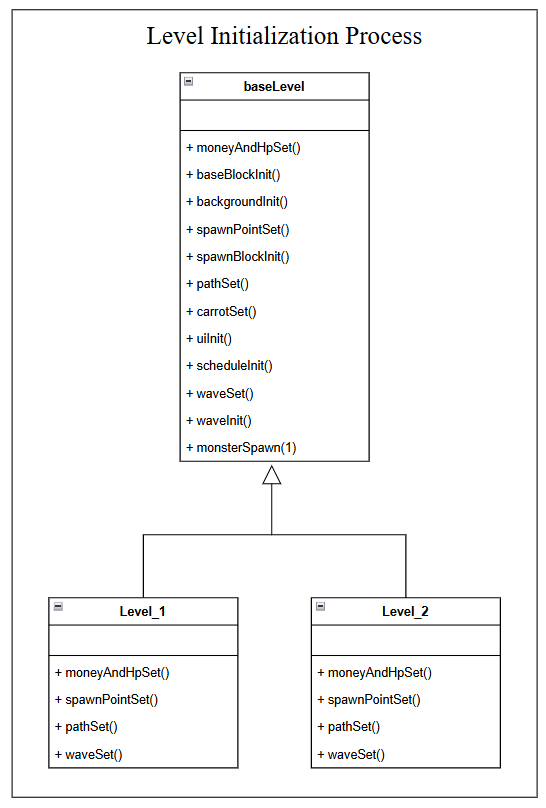 Level Initialization Process
baseLevel
+ moneyAndHpSet()
+ baseBlockInit()
+ backgroundInit()
+ spawnPointSet()
+ spawnBlockInit()
+ pathSet()
+ carrotSet()
+ uiInit()
+ scheduleInit()
+ waveSet()
+ waveInit()
+ monsterSpawn(1)
Level_1
+ moneyAndHpSet()
+ spawnPointSet()
+ pathSet()
+ waveSet()
Level_2
+ moneyAndHpSet()
+ spawnPointSet()
+ pathSet()
+ waveSet()